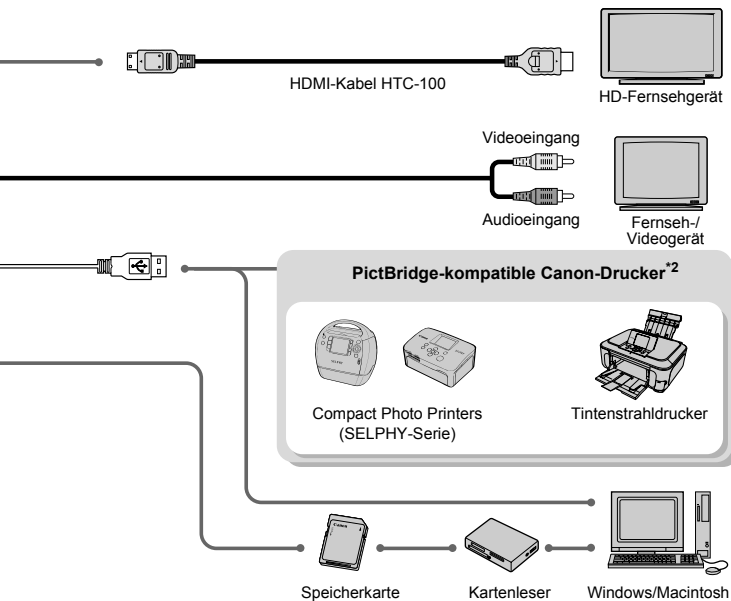 HDMI-Kabel HTC-100
HD-Fernsehgerät
Videoeingang
Audioeingang
Fernseh-/
Videogerät
PictBridge-kompatible Canon-Drucker*2
Compact Photo Printers
(SELPHY-Serie)
Tintenstrahldrucker
Canon
Speicherkarte
Kartenleser
Windows/Macintosh